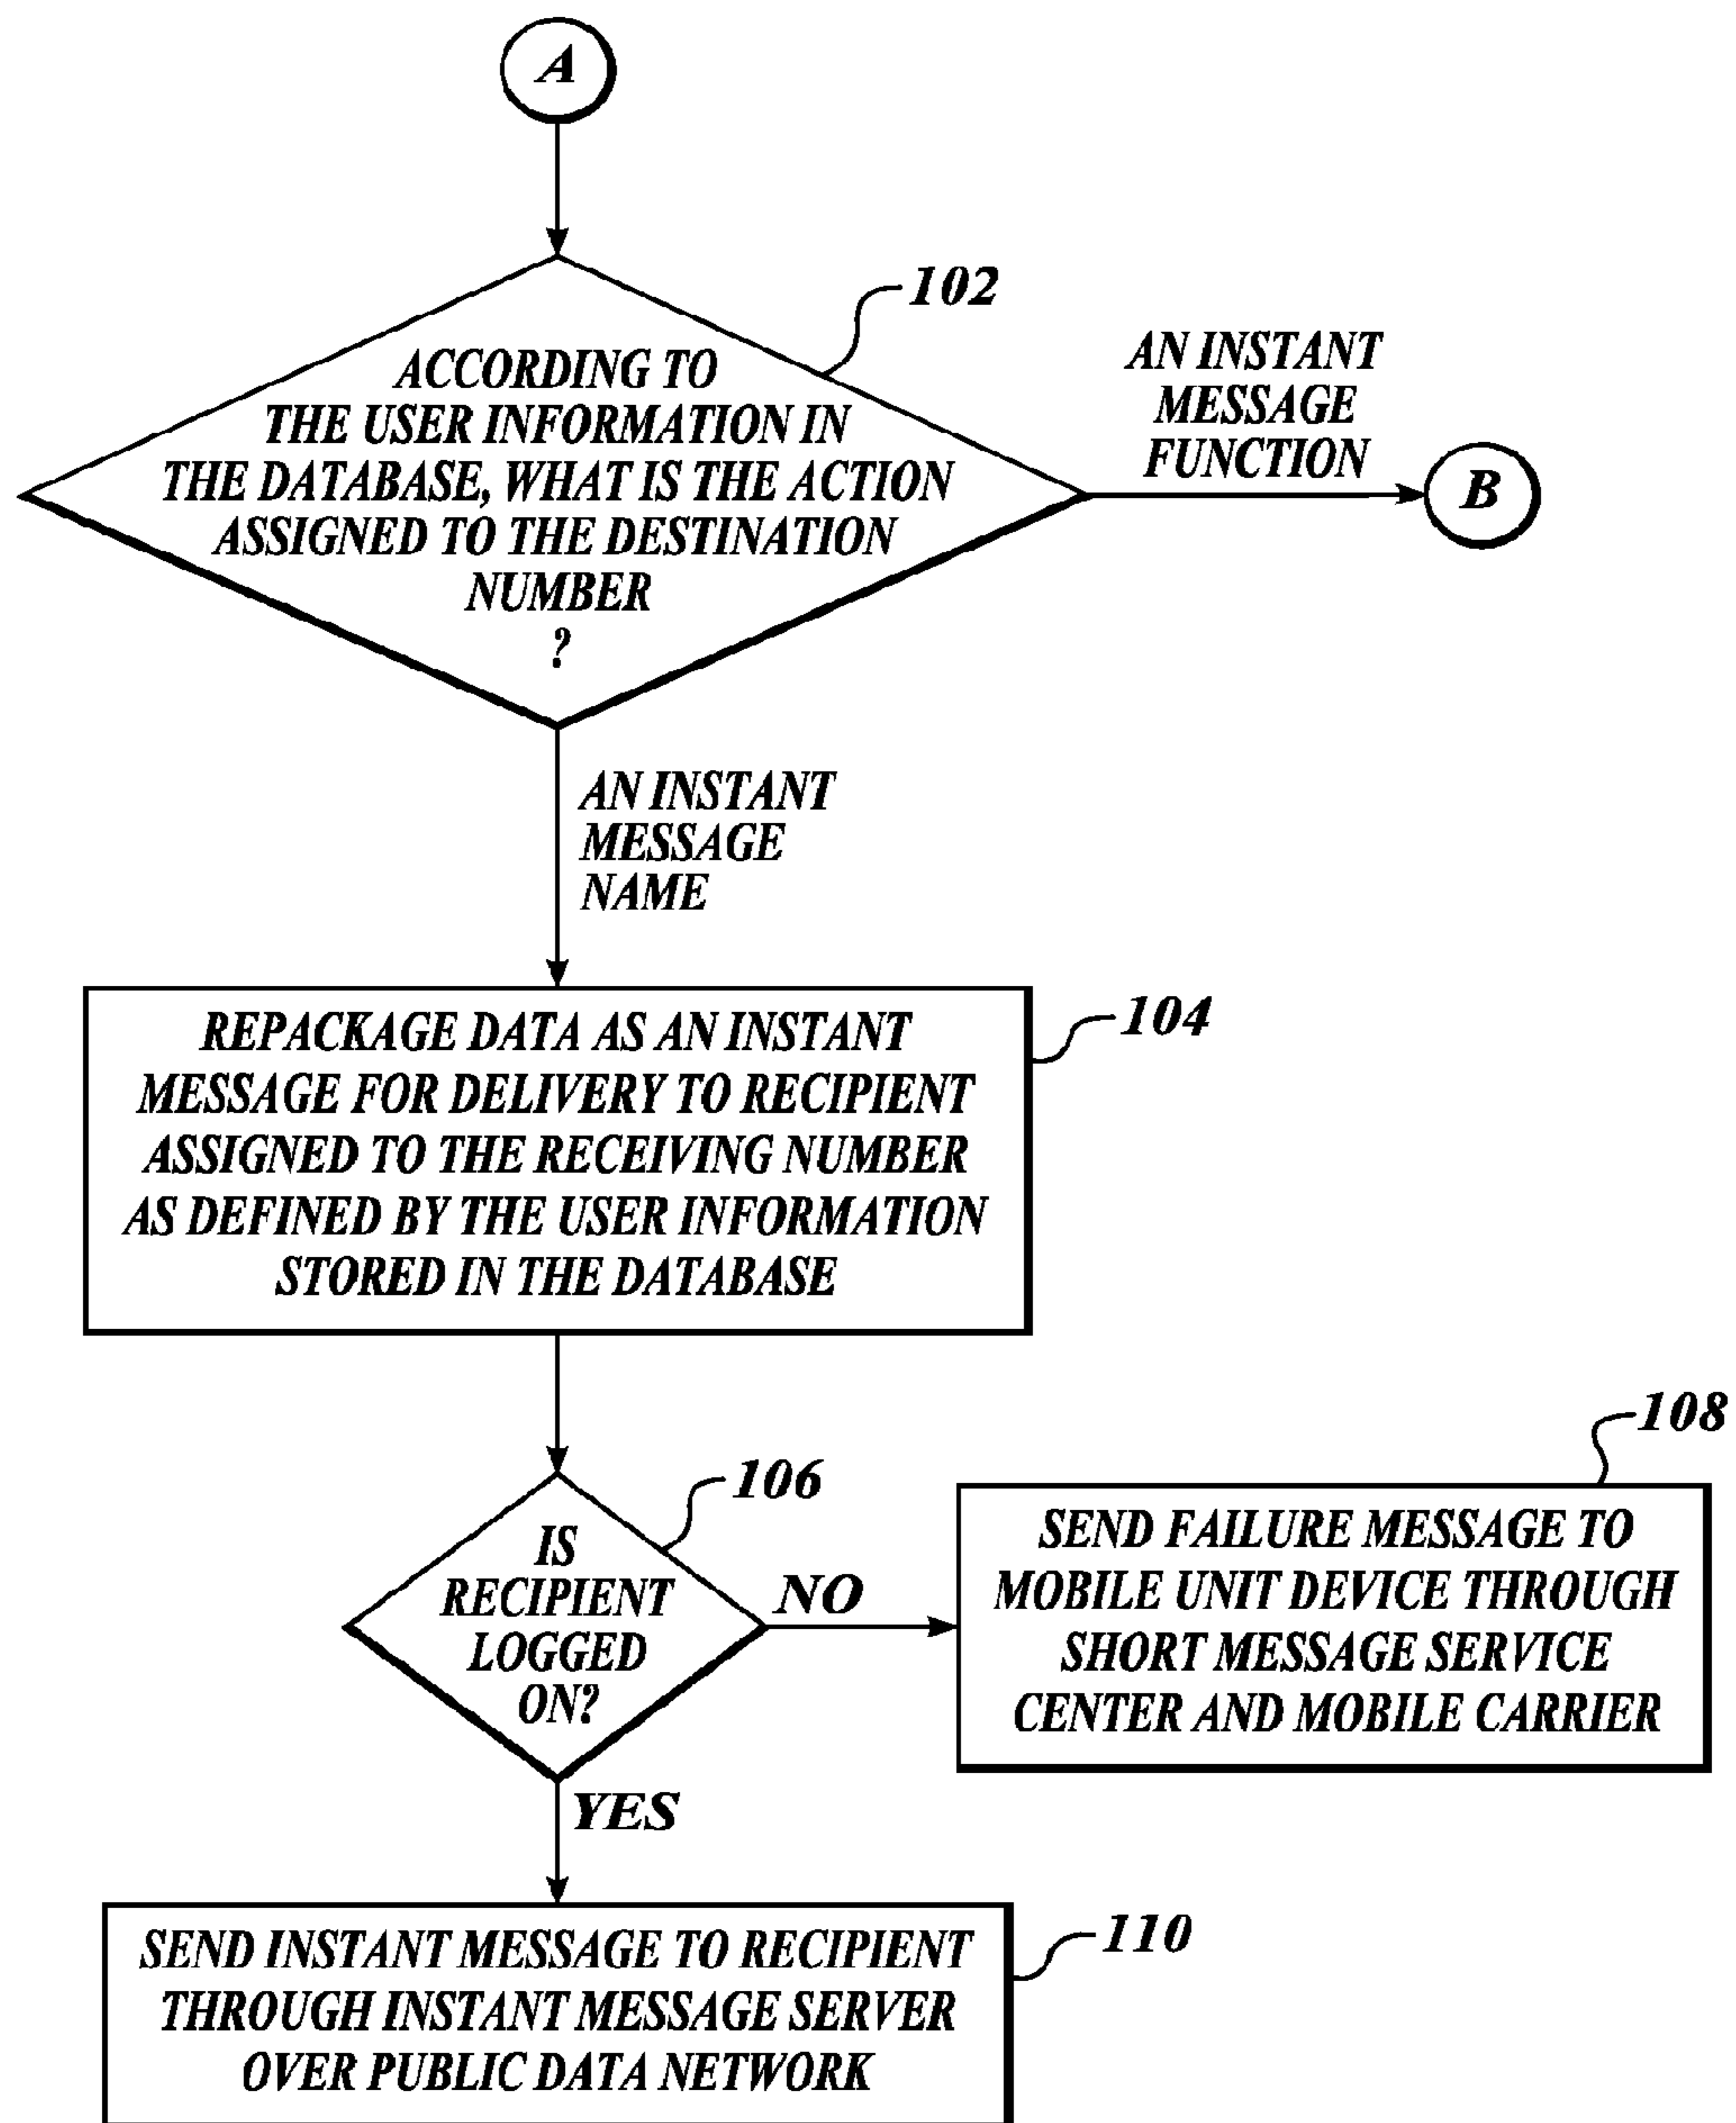 A
102
ACCORDING TO
THE USER INFORMATION IN
THE DATABASE, WHAT IS THE ACTION
ASSIGNED TO THE DESTINATION
NUMBER
?
AN INSTANT
MESSAGE
FUNCTION
B
AN INSTANT
MESSAGE
NAME
104
REPACKAGE DATA AS AN INSTANT
MESSAGE FOR DELIVERY TO RECIPIENT
ASSIGNED TO THE RECEIVING NUMBER
AS DEFINED BY THE USER INFORMATION
STORED IN THE DATABASE
106
IS
RECIPIENT
LOGGED
ON?
NO
108
SEND FAILURE MESSAGE TO
MOBILE UNIT DEVICE THROUGH
SHORT MESSAGE SERVICE
CENTER AND MOBILE CARRIER
YES
110
SEND INSTANT MESSAGE TO RECIPIENT
THROUGH INSTANT MESSAGE SERVER
OVER PUBLIC DATA NETWORK